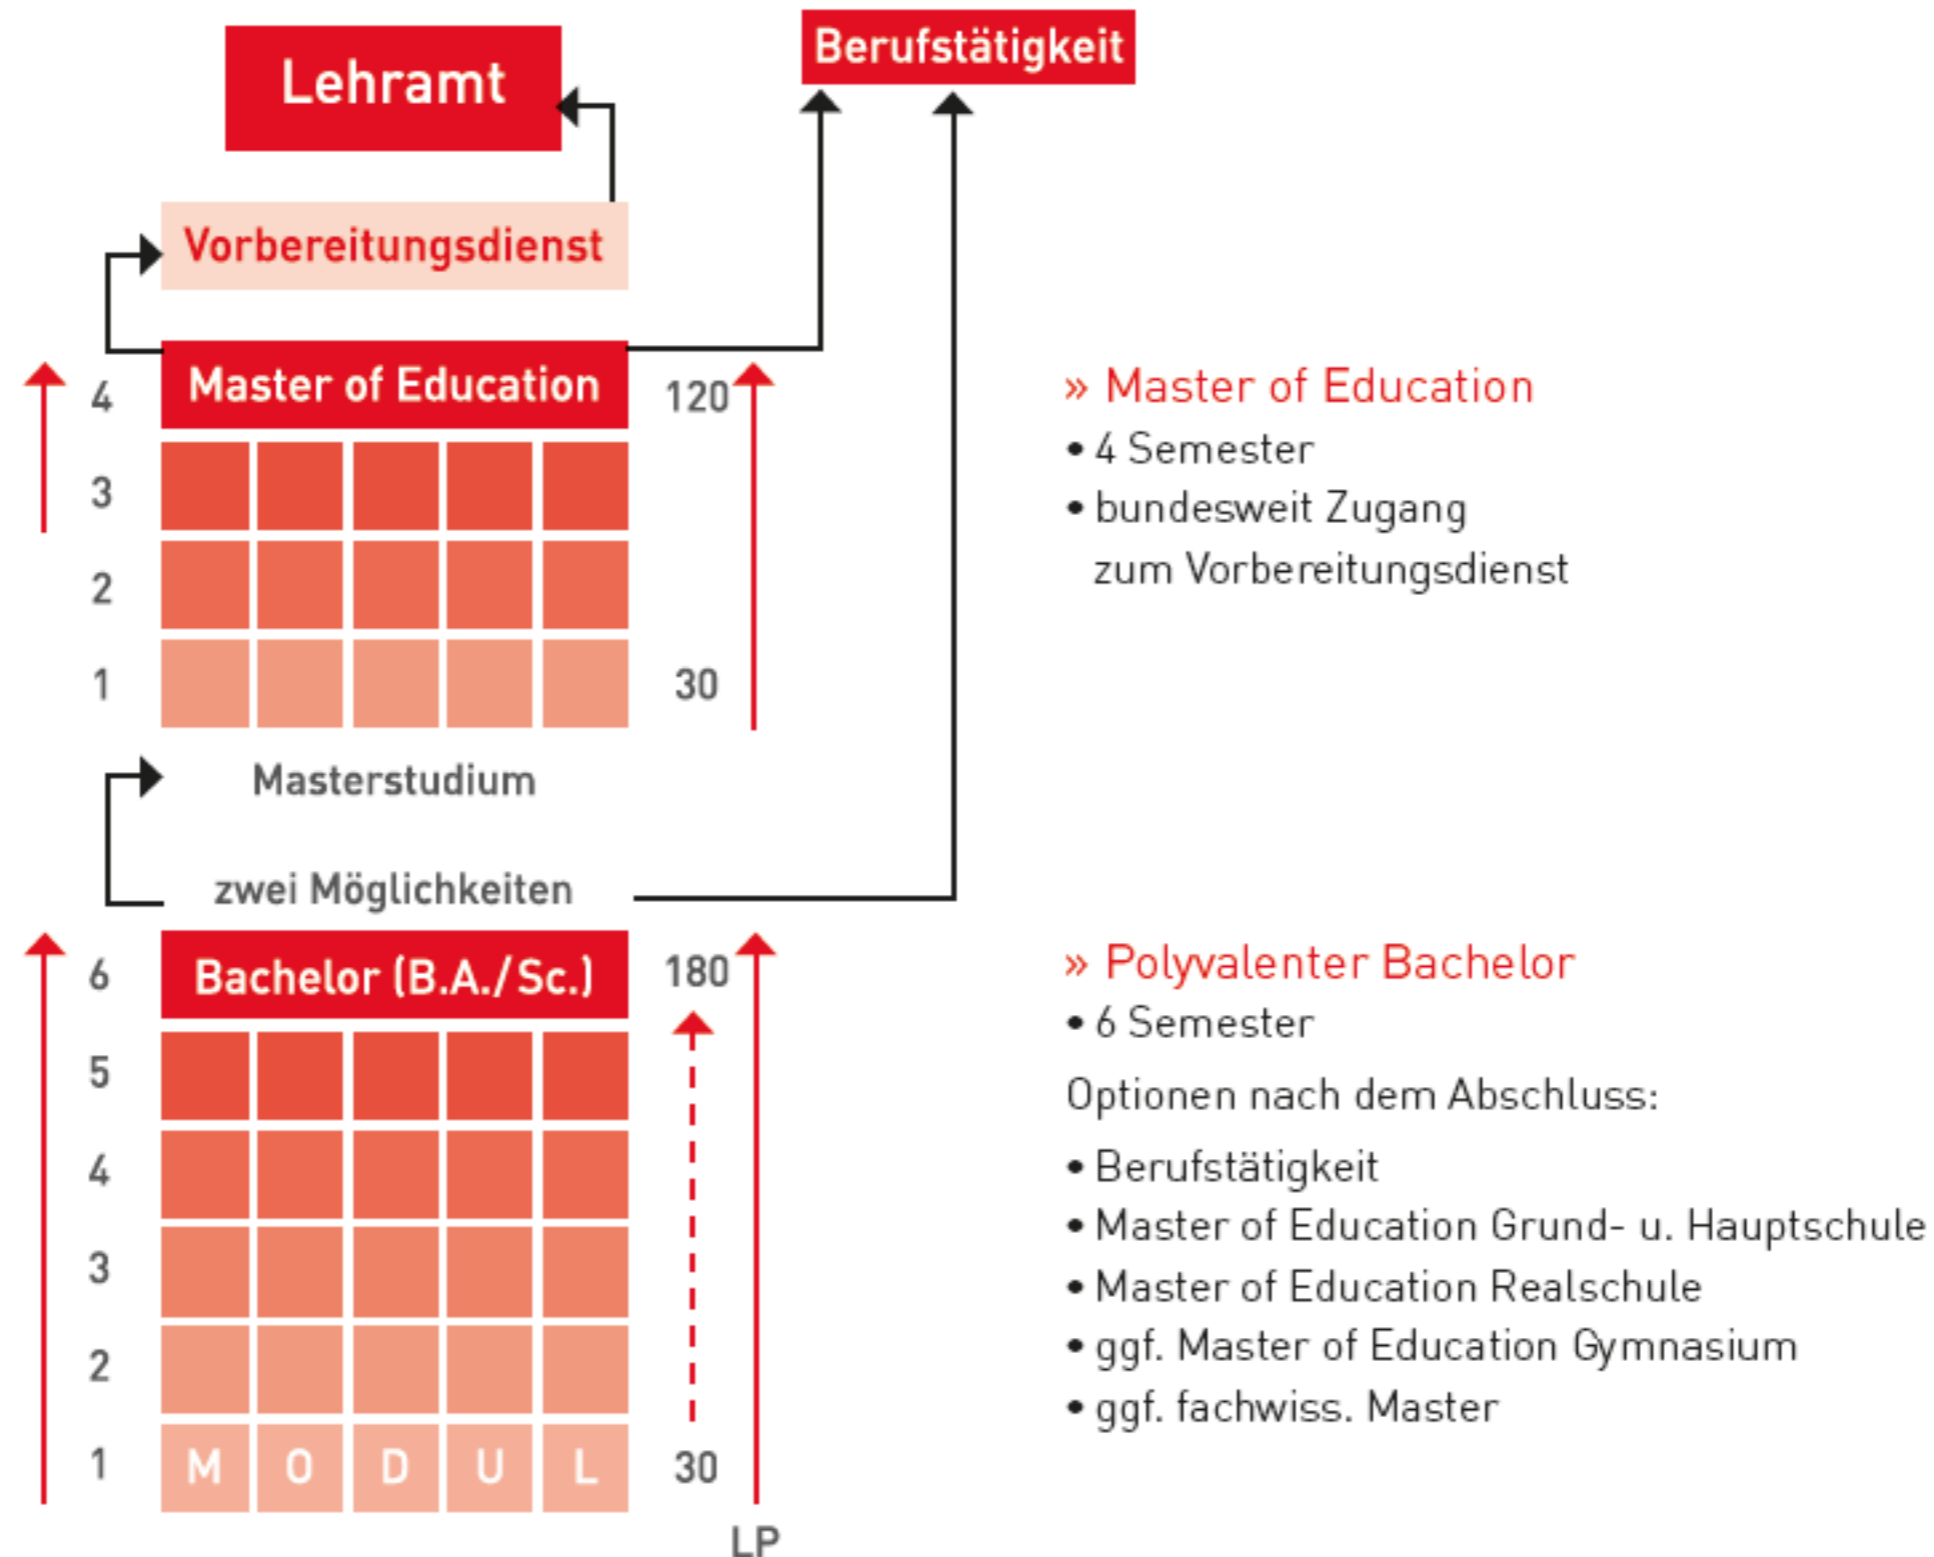 Berufstätigkeit
Lehramt
Vorbereitungsdienst
4 Master of Education 120
3
2
1 30
» Master of Education
• 4 Semester
• bundesweit Zugang
zum Vorbereitungsdienst
Masterstudium
zwei Möglichkeiten
6 Bachelor (B.A./Sc.) 180
5
4
3
2
1 M O D U L 30
LP
» Polyvalenter Bachelor
• 6 Semester
Optionen nach dem Abschluss:
• Berufstätigkeit
• Master of Education Grund- u. Hauptschule
• Master of Education Realschule
• ggf. Master of Education Gymnasium
• ggf. fachwiss. Master